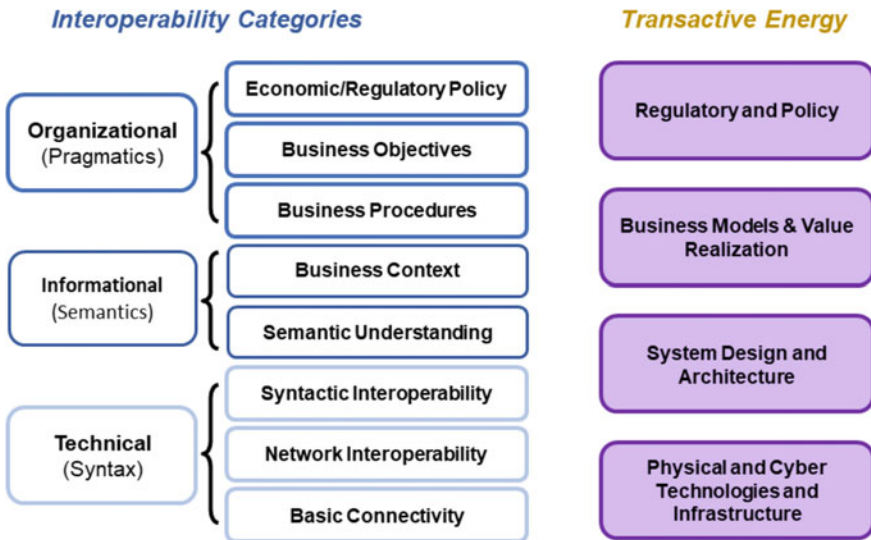 Interoperability Categories
Organizational
(Pragmatics)
Economic/Regulatory Policy
Business Objectives
Business Procedures
Informational
(Semantics)
Business Context
Semantic Understanding
Technical
(Syntax)
Syntactic Interoperability
Network Interoperability
Basic Connectivity
Transactive Energy
Regulatory and Policy
Business Models & Value
Realization
System Design and
Architecture
Physical and Cyber
Technologies and
Infrastructure